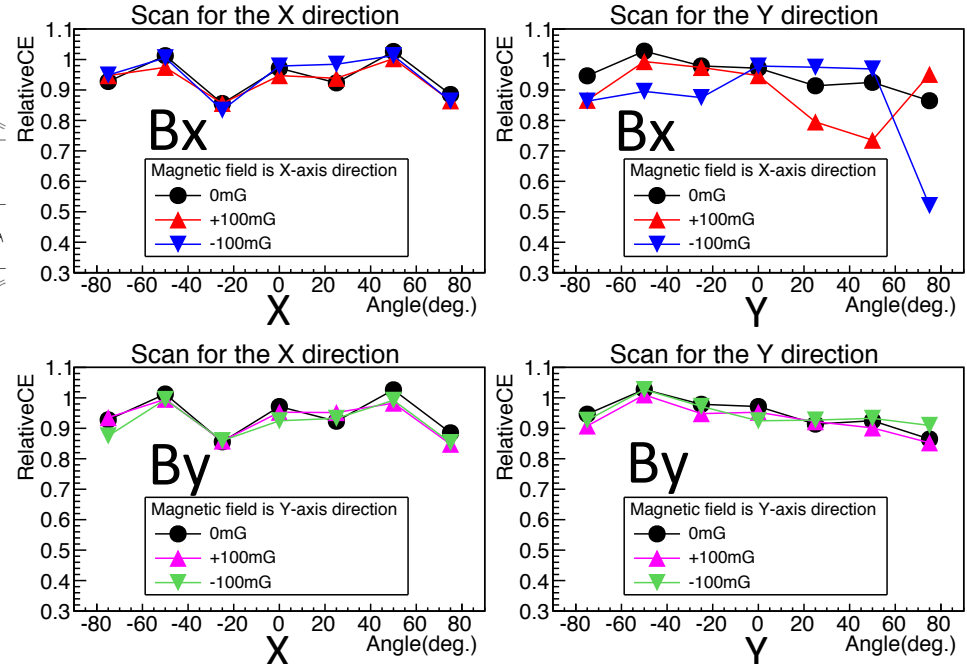 Scan for the X direction
RelativeCE
1.1
1
0.9
0.8
0.7
0.6
0.5
0.4
0.3
Bx
Magnetic field is X-axis direction
0mG
+100mG
-100mG
-80 -60 -40 -20 0 20 40 60 80
X
Angle(deg.)
Scan for the Y direction
RelativeCE
1.1
1
0.9
0.8
0.7
0.6
0.5
0.4
0.3
Bx
Magnetic field is X-axis direction
0mG
+100mG
-100mG
-80 -60 -40 -20 0 20 40 60 80
Y
Angle(deg.)
Scan for the X direction
RelativeCE
1.1
1
0.9
0.8
0.7
0.6
0.5
0.4
0.3
By
Magnetic field is Y-axis direction
0mG
+100mG
-100mG
-80 -60 -40 -20 0 20 40 60 80
X
Angle(deg.)
Scan for the Y direction
RelativeCE
1.1
1
0.9
0.8
0.7
0.6
0.5
0.4
0.3
By
Magnetic field is Y-axis direction
0mG
+100mG
-100mG
-80 -60 -40 -20 0 20 40 60 80
Y
Angle(deg.)